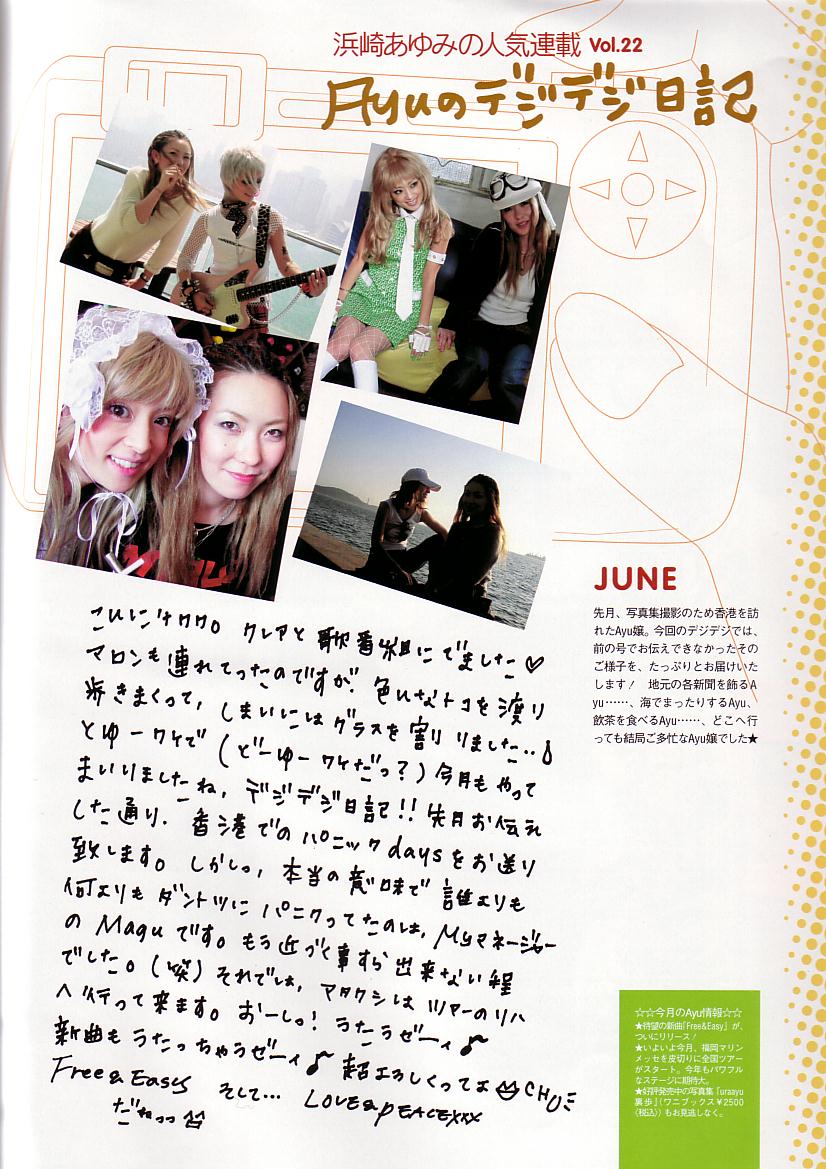 浜崎あゆみの人気連載 Vol.22
Ayuのデジデジ日記
JUNE
先月、写真集撮影のため香港を訪
れたAyu嬢。今回のデジデジでは、
前の号でお伝えできなかったその
ご様子を、たっぷりとお届けいた
します！　地元の各新聞を飾るA
yu……、海でまったりするAyu、
飲茶を食べるAyu……、どこへ行
っても結局ご多忙なAyu嬢でした★
クレアと歌番組にでました♡
マロンも連れてったのですが、色いなトコを渡り
歩きまくって、しまいにはグラスを割りました…
とゆーワケで(どーゆーワケだっ？)今月もやって
まいりましたね、デジデジ日記!!先月お伝え
した通り、香港でのパニックdaysをお送り
致します。しかしっ、本当の意味で誰よりも
何よりもダントツにパニクってたのは、Myマネージャー
のMaguです。もう近づく事すら出来ない程
でした。(笑)それでは、アタクシはツアーのリハ
へ行って来ます。おーしっ！うたうぜーィ♪
新曲もうたっちゃうぜーィ♪超よろしくってよ CHU
Free&Easy そして… LOVE&PEACExxx
だねっっ
☆☆今月のAyu情報☆☆
★待望の新曲「Free&Easy」が、
ついにリリース！
★いよいよ今月、福岡マリン
メッセを皮切りに全国ツアー
がスタート。今年もパワフル
なステージに期待大。
★好評発売中の写真集「uraayu
裏歩」（ワニブックス￥2500
〈税込〉）もお見逃しなく。